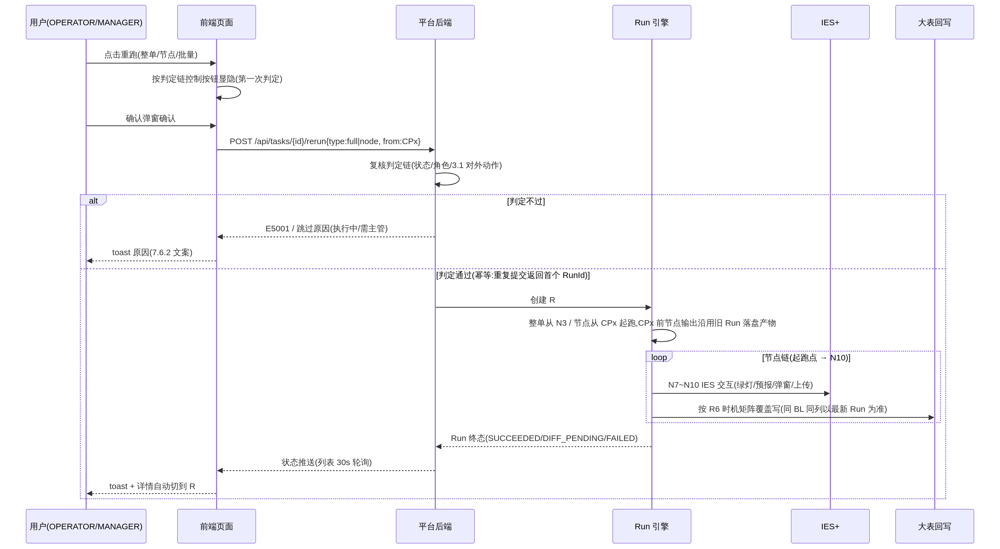 用户(OPERATOR/MANAGER)
前端页面
平台后端
Run 引擎
IES+
大表回写
点击重跑(整单/节点/批量)
按判定链控制按钮显隐(第一次判定)
确认弹窗确认
POST /api/tasks/{id}/rerun{type:full|node, from:CPx}
复核判定链(状态/角色/3.1 对外动作)
alt
[判定不过]
E5001 / 跳过原因(执行中/需主管)
toast 原因(7.6.2 文案)
[判定通过(幂等:重复提交返回首个 RunId)]
创建 R
整单从 N3 / 节点从 CPx 起跑,CPx 前节点输出沿用旧 Run 落盘产物
loop
[节点链(起跑点 → N10)]
N7~N10 IES 交互(绿灯/预报/弹窗/上传)
按 R6 时机矩阵覆盖写(同 BL 同列以最新 Run 为准)
Run 终态(SUCCEEDED/DIFF_PENDING/FAILED)
状态推送(列表 30s 轮询)
toast + 详情自动切到 R
用户(OPERATOR/MANAGER)
前端页面
平台后端
Run 引擎
IES+
大表回写